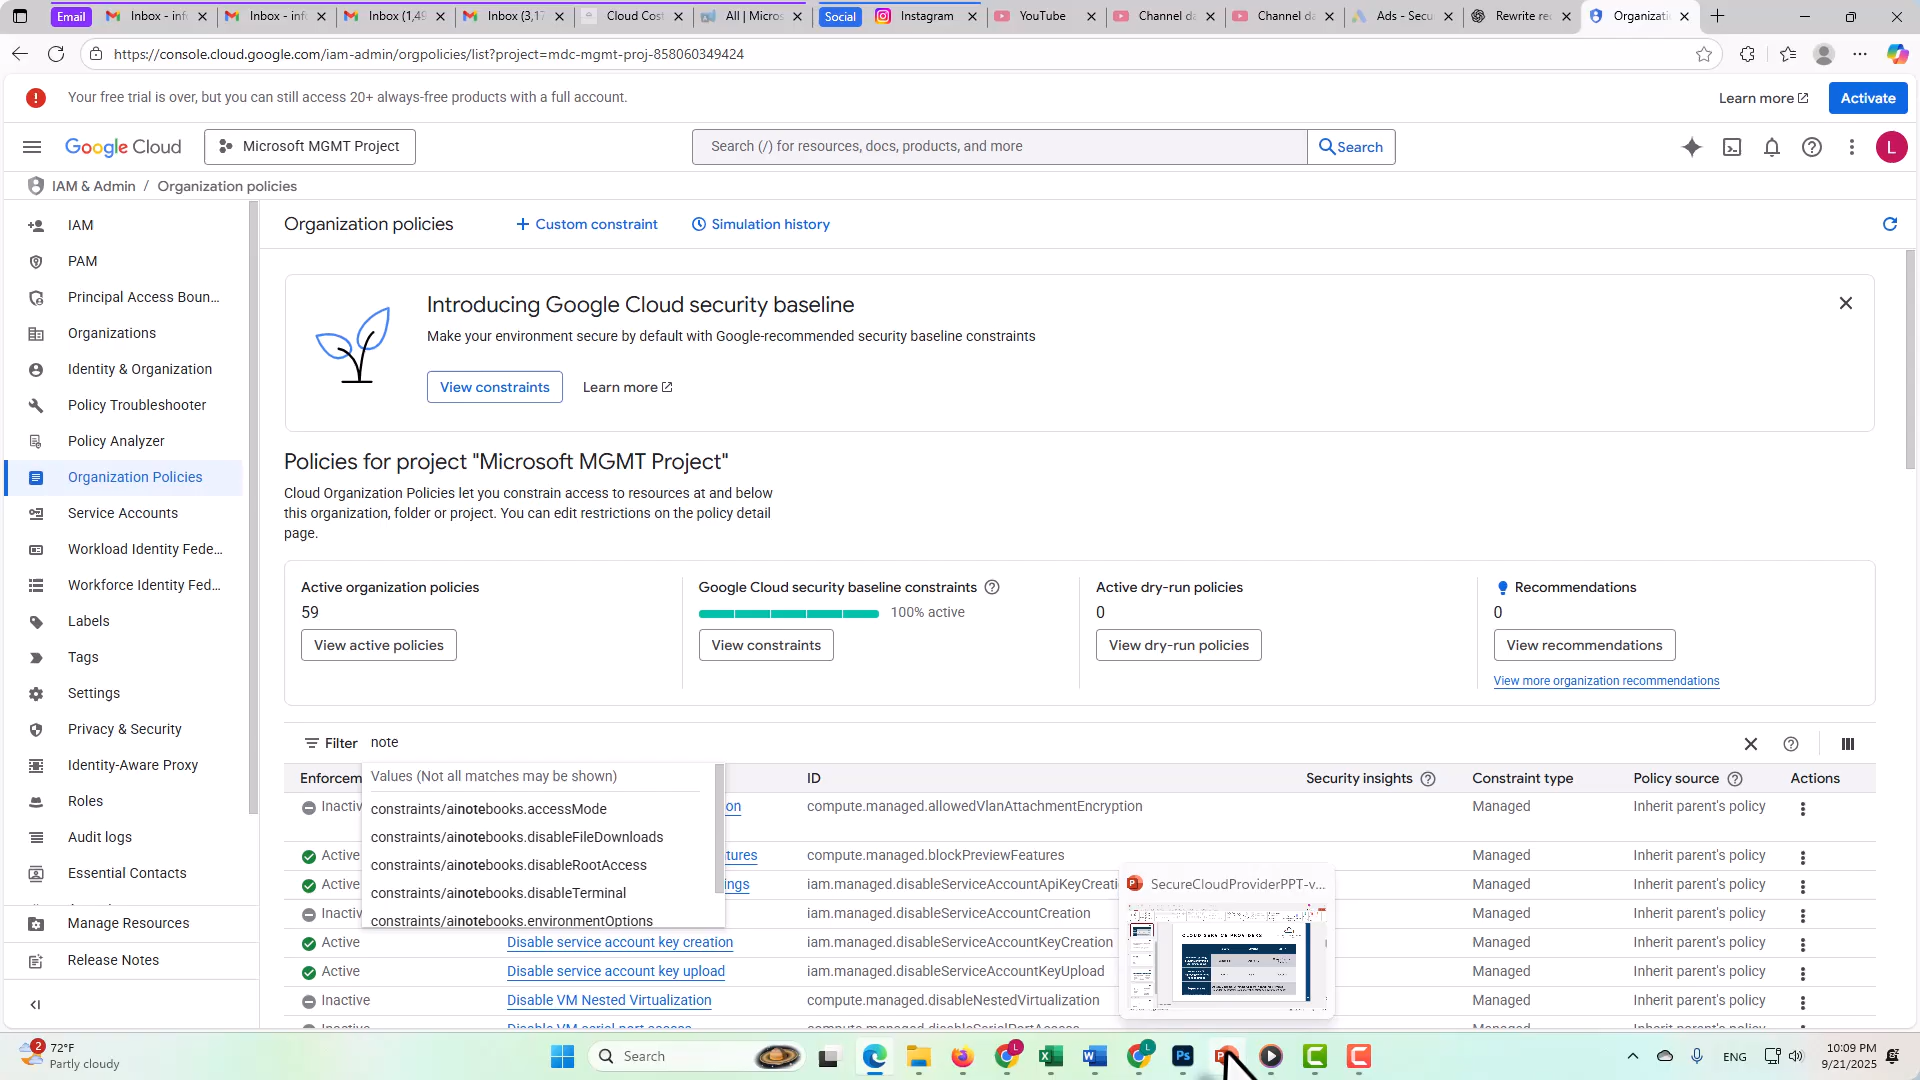 Email
Inbox - info
Inbox - info
Inbox (1,49
Inbox (3,17
Cloud Cost
All | Micros
Social
Instagram
YouTube
Channel da
Channel da
Ads - Secu
Rewrite re
Organizati
https://console.cloud.google.com/iam-admin/orgpolicies/list?project=mdc-mgmt-proj-858060349424
Your free trial is over, but you can still access 20+ always-free products with a full account.
Learn more
Activate
Google Cloud
Microsoft MGMT Project
Search (/) for resources, docs, products, and more
Search
L
IAM & Admin / Organization policies
IAM
PAM
Principal Access Boun...
Organizations
Identity & Organization
Policy Troubleshooter
Policy Analyzer
Organization Policies
Service Accounts
Workload Identity Fede...
Workforce Identity Fed...
Labels
Tags
Settings
Privacy & Security
Identity-Aware Proxy
Roles
Audit logs
Essential Contacts
Manage Resources
Release Notes
Organization policies
Custom constraint
Simulation history
Introducing Google Cloud security baseline
Make your environment secure by default with Google-recommended security baseline constraints
View constraints
Learn more
Policies for project "Microsoft MGMT Project"
Cloud Organization Policies let you constrain access to resources at and below
this organization, folder or project. You can edit restrictions on the policy detail
page.
Active organization policies
59
View active policies
Google Cloud security baseline constraints
100% active
View constraints
Active dry-run policies
0
View dry-run policies
Recommendations
0
View recommendations
View more organization recommendations
Filter note
Enforcem
ID
Security insights
Constraint type
Policy source
Actions
Values (Not all matches may be shown)
constraints/ainotebooks.accessMode
constraints/ainotebooks.disableFileDownloads
constraints/ainotebooks.disableRootAccess
constraints/ainotebooks.disableTerminal
constraints/ainotebooks.environmentOptions
Inactiv on compute.managed.allowedVlanAttachmentEncryption Managed Inherit parent's policy
Active tures compute.managed.blockPreviewFeatures Managed Inherit parent's policy
Active ngs iam.managed.disableServiceAccountApiKeyCreati Managed Inherit parent's policy
Inactiv iam.managed.disableServiceAccountCreation Managed Inherit parent's policy
Active Disable service account key creation iam.managed.disableServiceAccountKeyCreation Managed Inherit parent's policy
Active Disable service account key upload iam.managed.disableServiceAccountKeyUpload Managed Inherit parent's policy
Inactive Disable VM Nested Virtualization compute.managed.disableNestedVirtualization Managed Inherit parent's policy
SecureCloudProviderPPT-v...
CLOUD SERVICE PROVIDERS
2
72°F
Partly cloudy
Search
ENG
10:09 PM
9/21/2025